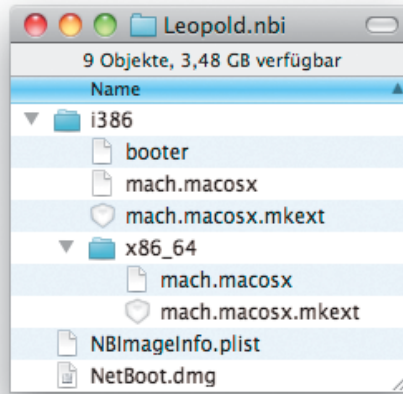 Leopold.nbi
9 Objekte, 3,48 GB verfügbar
Name
i386
booter
mach.macosx
mach.macosx.mkext
x86_64
mach.macosx
mach.macosx.mkext
NBImageInfo.plist
NetBoot.dmg